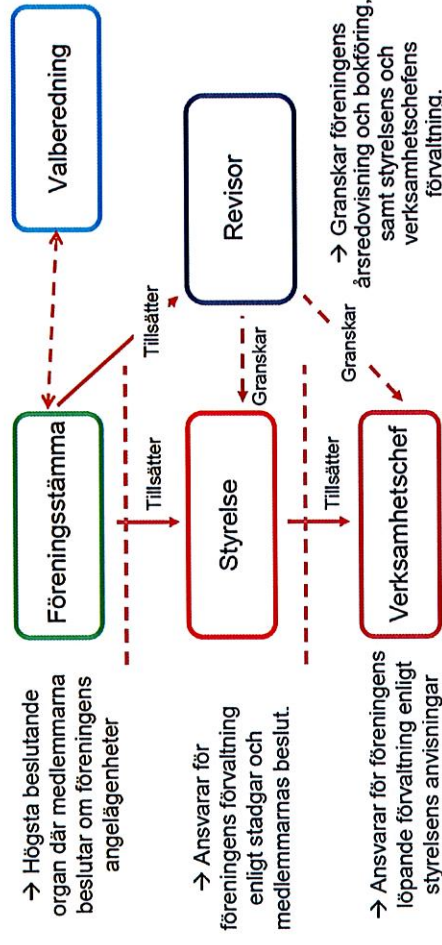 → Högsta beslutande
organ där medlemmarna
beslutar om föreningens
angelägenheter
Föreningsstämma
Valberedning
Tillsätter
Tillsätter
→ Ansvarar för
föreningens förvaltning
enligt stadgar och
medlemmarnas beslut.
Styrelse
Granskar
Revisor
→ Granskar föreningens
årsredovisning och bokföring,
samt styrelsens och
verksamhetschefens
förvaltning.
Tillsätter
Granskar
→ Ansvarar för föreningens
löpande förvaltning enligt
styrelsens anvisningar
Verksamhetschef